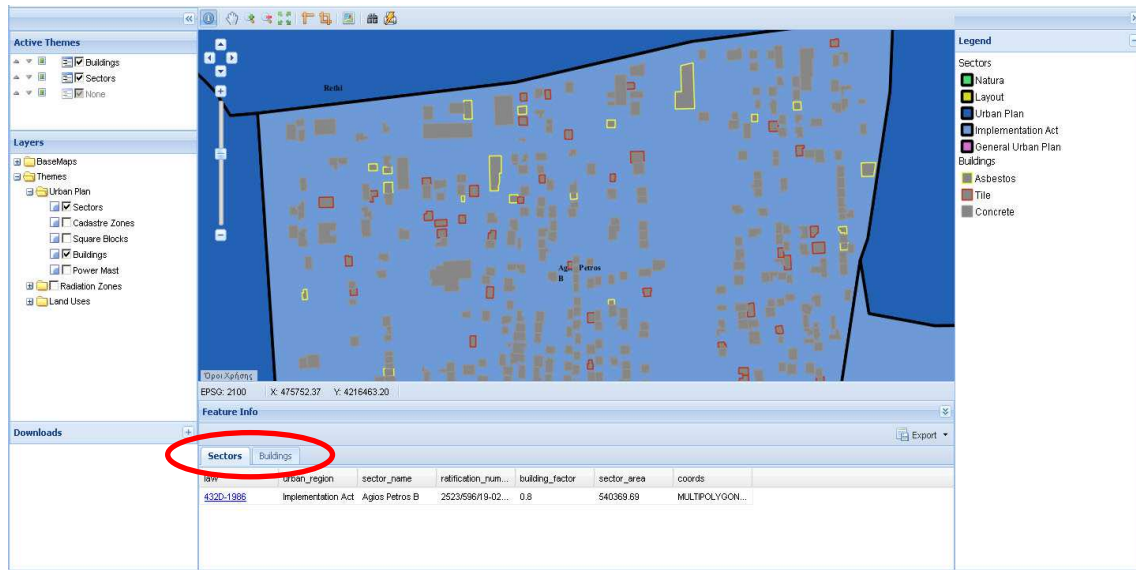 Active Themes
Buildings
Sectors
None
Layers
BaseMaps
Themes
Urban Plan
Sectors
Cadastre Zones
Square Blocks
Buildings
Power Mast
Radiation Zones
Land Uses
Downloads
Rethi
Petros
B
Όροι Χρήσης
EPSG: 2100 X: 475752.37 Y: 4216463.20
Feature Info
Export
Sectors Buildings
law urban_region sector_name ratification_num... building_factor sector_area coords
432D-1986 Implementation Act Agios Petros B 2523/596/19-02... 0.8 540369.69 MULTIPOLYGON...
Legend
Sectors
Natura
Layout
Urban Plan
Implementation Act
General Urban Plan
Buildings
Asbestos
Tile
Concrete